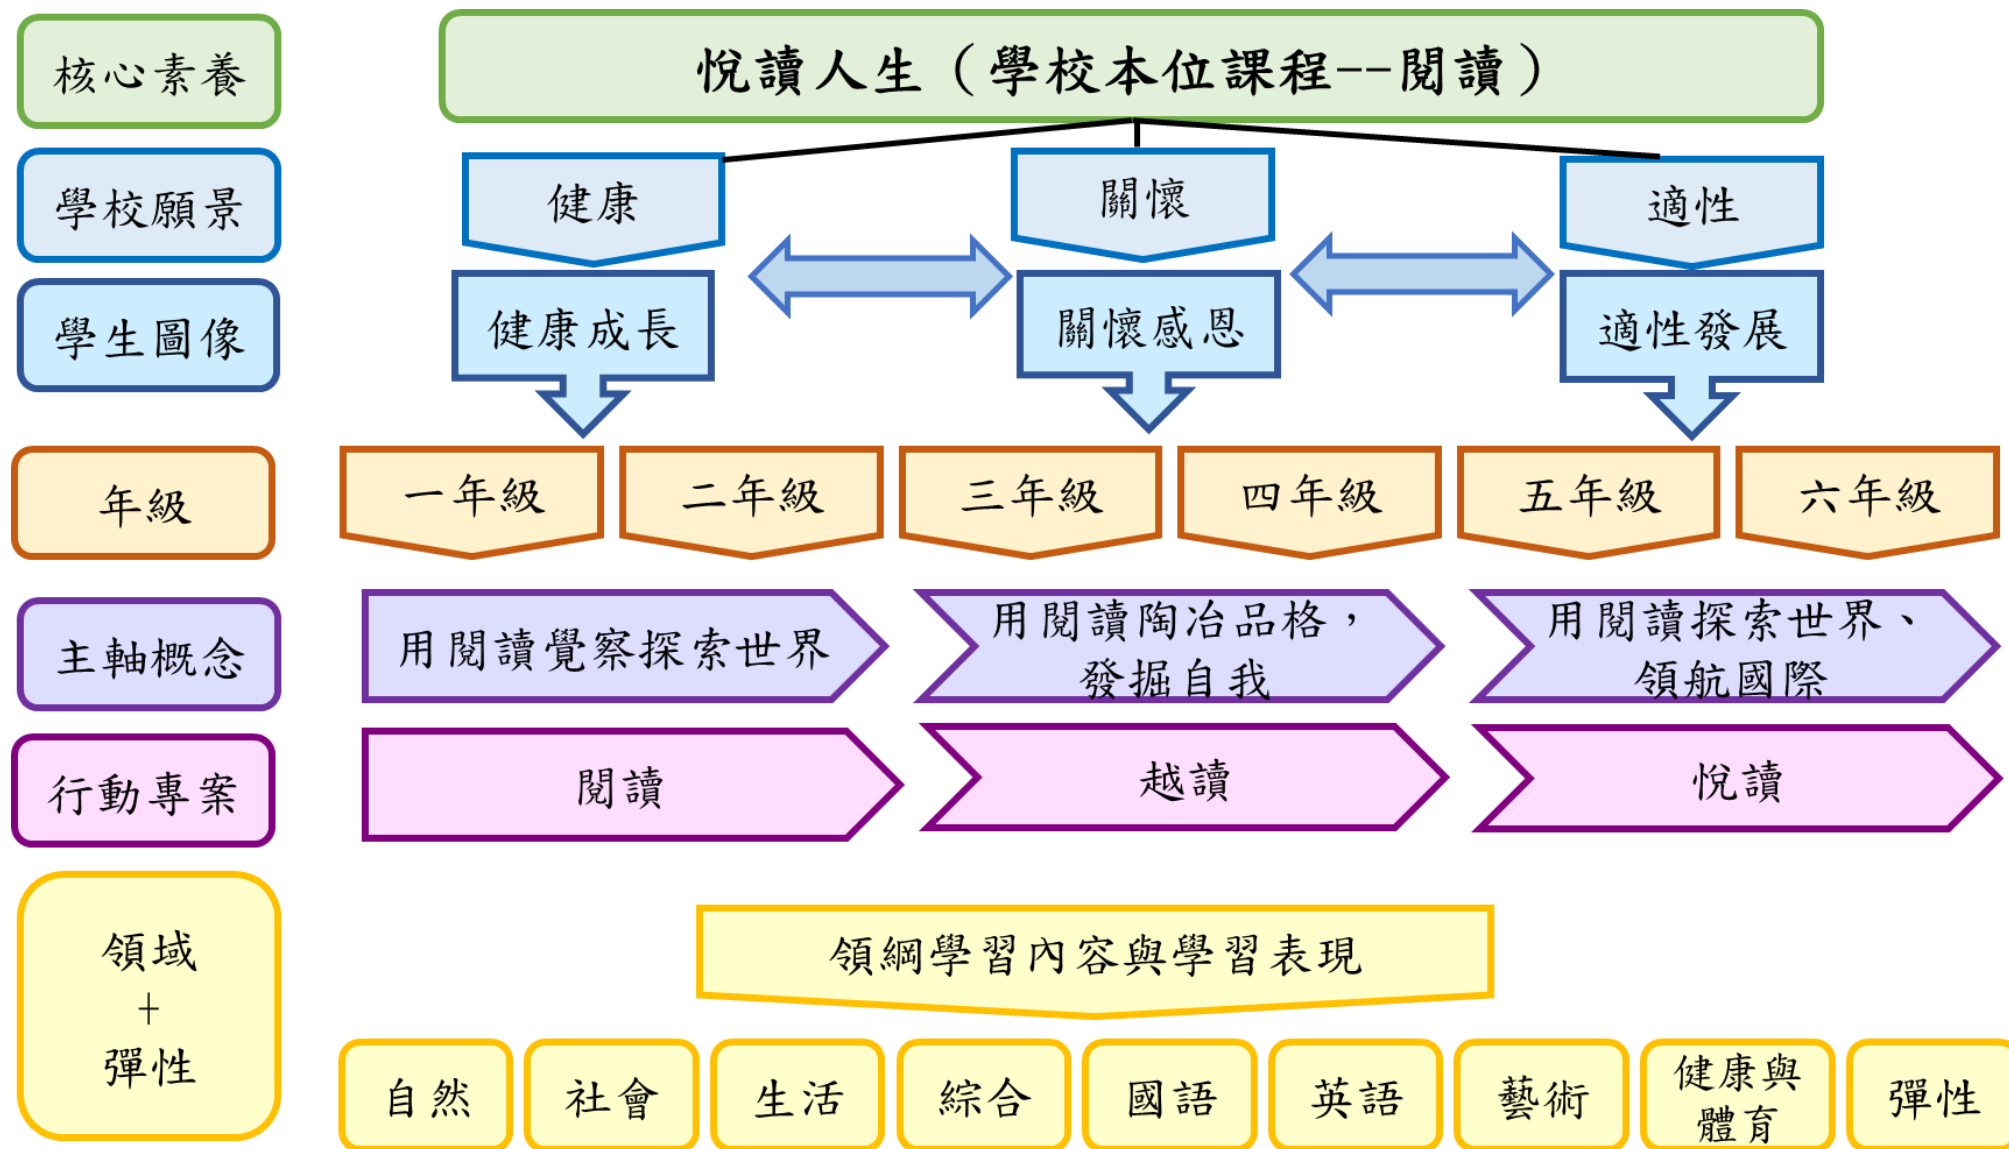 核心素養
悅讀人生（學校本位課程--閱讀）
學校願景
健康
關懷
適性
學生圖像
健康成長
關懷感恩
適性發展
年級
一年級
二年級
三年級
四年級
五年級
六年級
主軸概念
用閱讀覺察探索世界
用閱讀陶冶品格，
發掘自我
用閱讀探索世界、
領航國際
行動專案
閱讀
越讀
悅讀
領域
+
彈性
領綱學習內容與學習表現
自然
社會
生活
綜合
國語
英語
藝術
健康與
體育
彈性